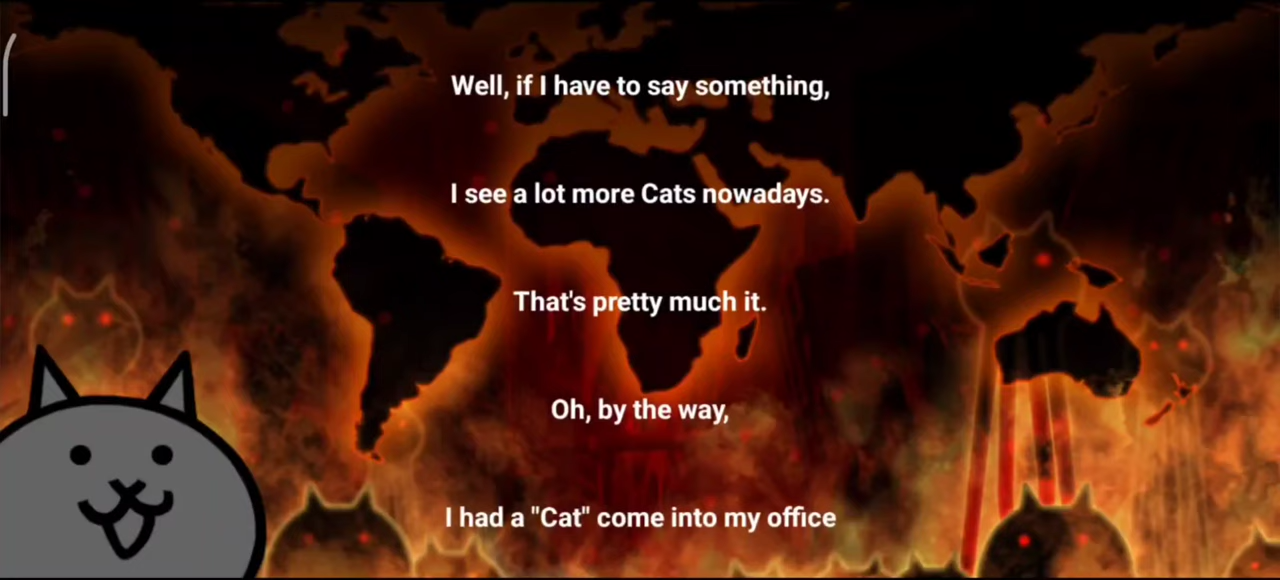 Well, if I have to say something,
I see a lot more Cats nowadays.
That's pretty much it.
Oh, by the way,
I had a "Cat" come into my office